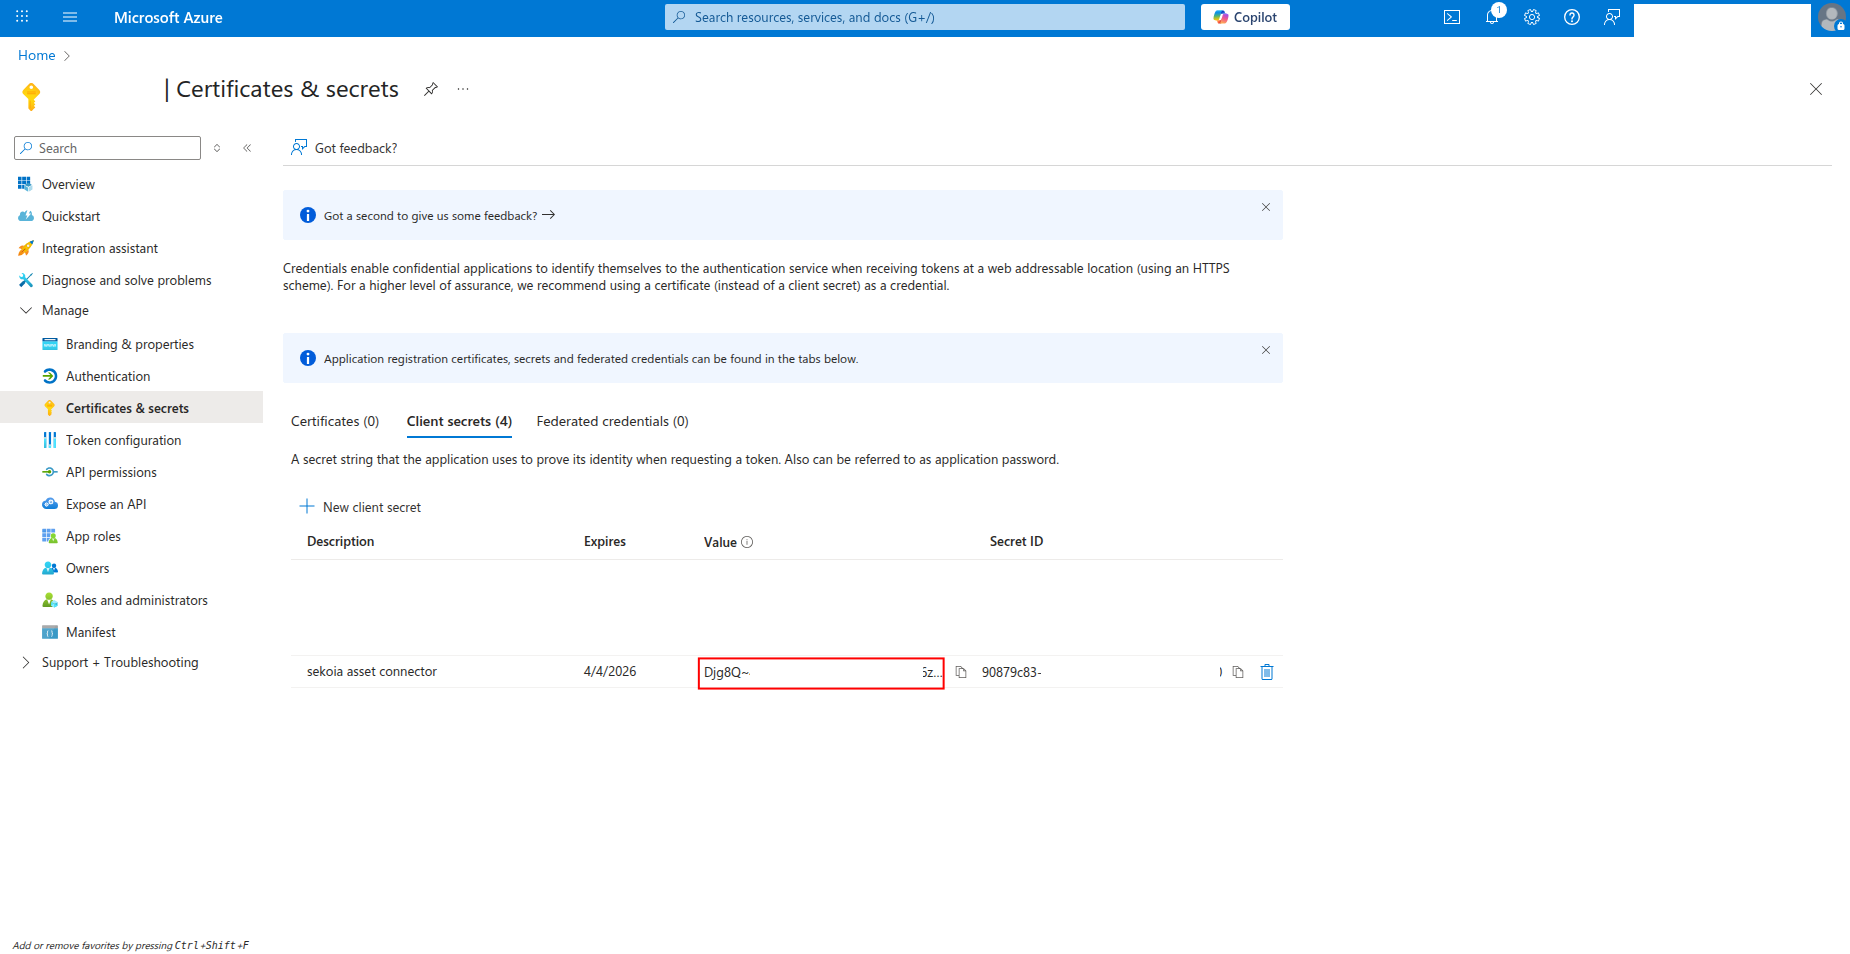 Microsoft Azure
Search resources, services, and docs (G+/)
Copilot
1
Home
| Certificates & secrets
Search
Got feedback?
Overview
Quickstart
Integration assistant
Diagnose and solve problems
Manage
Branding & properties
Authentication
Certificates & secrets
Token configuration
API permissions
Expose an API
App roles
Owners
Roles and administrators
Manifest
Support + Troubleshooting
Got a second to give us some feedback?
Credentials enable confidential applications to identify themselves to the authentication service when receiving tokens at a web addressable location (using an HTTPS
scheme). For a higher level of assurance, we recommend using a certificate (instead of a client secret) as a credential.
Application registration certificates, secrets and federated credentials can be found in the tabs below.
Certificates (0) Client secrets (4) Federated credentials (0)
A secret string that the application uses to prove its identity when requesting a token. Also can be referred to as application password.
New client secret
Description Expires Value Secret ID
sekoia asset connector 4/4/2026 Djg8Q~ z... 90879c83-
Add or remove favorites by pressing Ctrl+Shift+F